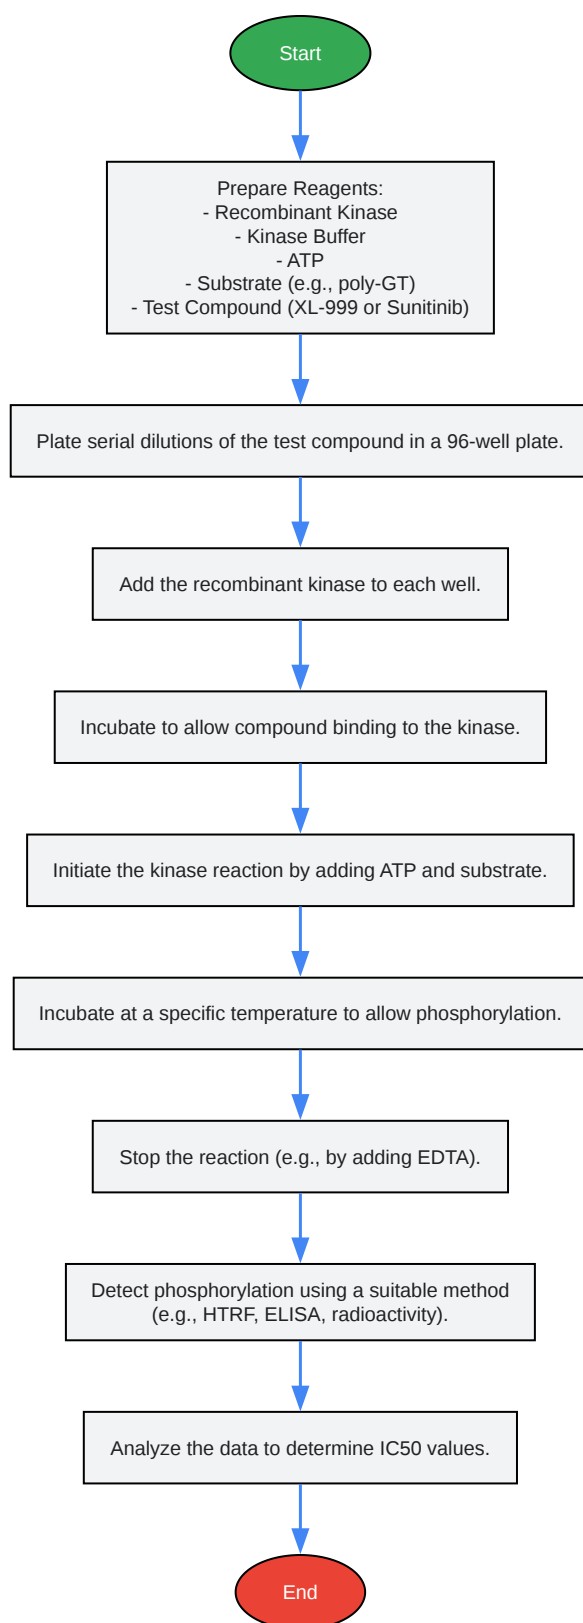 Start
Prepare Reagents:
- Recombinant Kinase
- Kinase Buffer
- ATP
- Substrate (e.g., poly-GT)
- Test Compound (XL-999 or Sunitinib)
Plate serial dilutions of the test compound in a 96-well plate.
Add the recombinant kinase to each well.
Incubate to allow compound binding to the kinase.
Initiate the kinase reaction by adding ATP and substrate.
Incubate at a specific temperature to allow phosphorylation.
Stop the reaction (e.g., by adding EDTA).
Detect phosphorylation using a suitable method
(e.g., HTRF, ELISA, radioactivity).
Analyze the data to determine IC50 values.
End